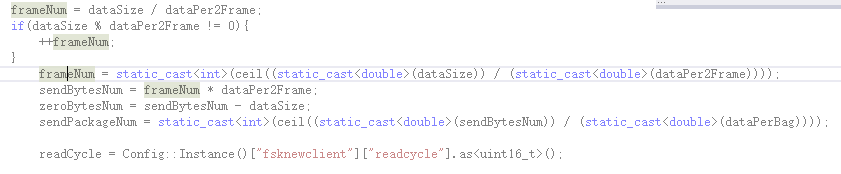 ...
frameNum = dataSize / dataPer2Frame;
if(dataSize % dataPer2Frame != 0){
++frameNum;
}
frameNum = static_cast<int>(ceil((static_cast<double>(dataSize)) / (static_cast<double>(dataPer2Frame))));
sendBytesNum = frameNum * dataPer2Frame;
zeroBytesNum = sendBytesNum - dataSize;
sendPackageNum = static_cast<int>(ceil((static_cast<double>(sendBytesNum)) / (static_cast<double>(dataPerBag))));
readCycle = Config::Instance()["fsknewclient"]["readcycle"].as<uint16_t>();